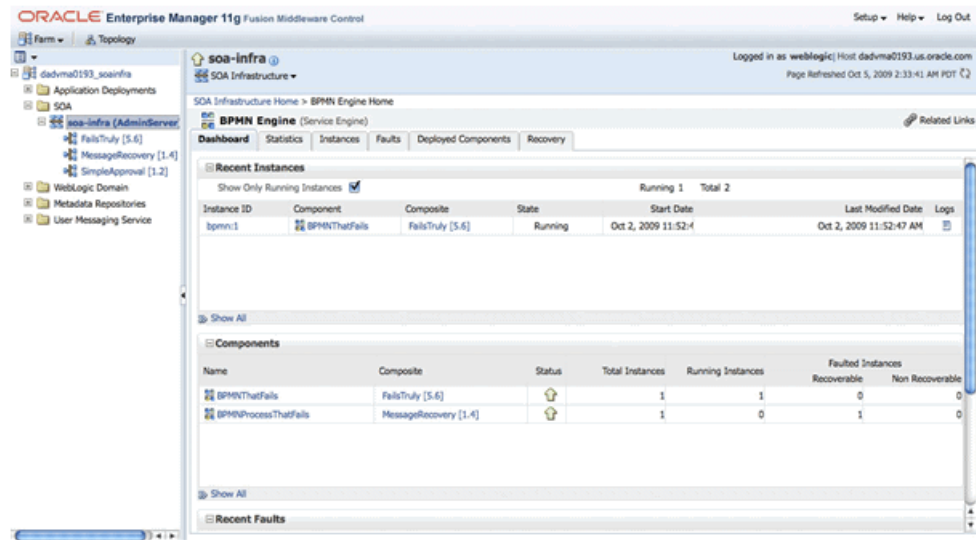 ORACLE Enterprise Manager 11g Fusion Middleware Control
Setup Help Log Out
Farm Topology
dadvma0193_soainfra
Application Deployments
SOA
soa-infra (AdminServer
FailsTruly [5.6]
MessageRecovery [1.4]
SimpleApproval [1.2]
WebLogic Domain
Metadata Repositories
User Messaging Service
soa-infra
SOA Infrastructure
Logged in as weblogic| Host dadvma0193.us.oracle.com
Page Refreshed Oct 5, 2009 2:33:41 AM PDT
SOA Infrastructure Home > BPMN Engine Home
BPMN Engine (Service Engine)
Related Links
Dashboard Statistics Instances Faults Deployed Components Recovery
Recent Instances
Show Only Running Instances Running 1 Total 2
Instance ID Component Composite State Start Date Last Modified Date Logs
bpmn:1 BPMNThatFails FailsTruly [5.6] Running Oct 2, 2009 11:52:4 Oct 2, 2009 11:52:47 AM
Show All
Components
Name Composite Status Total Instances Running Instances Faulted Instances
Recoverable Non Recoverable
BPMNThatFails FailsTruly [5.6] 1 1 0 0
BPMNProcessThatFails MessageRecovery [1.4] 1 0 1 0
Show All
Recent Faults